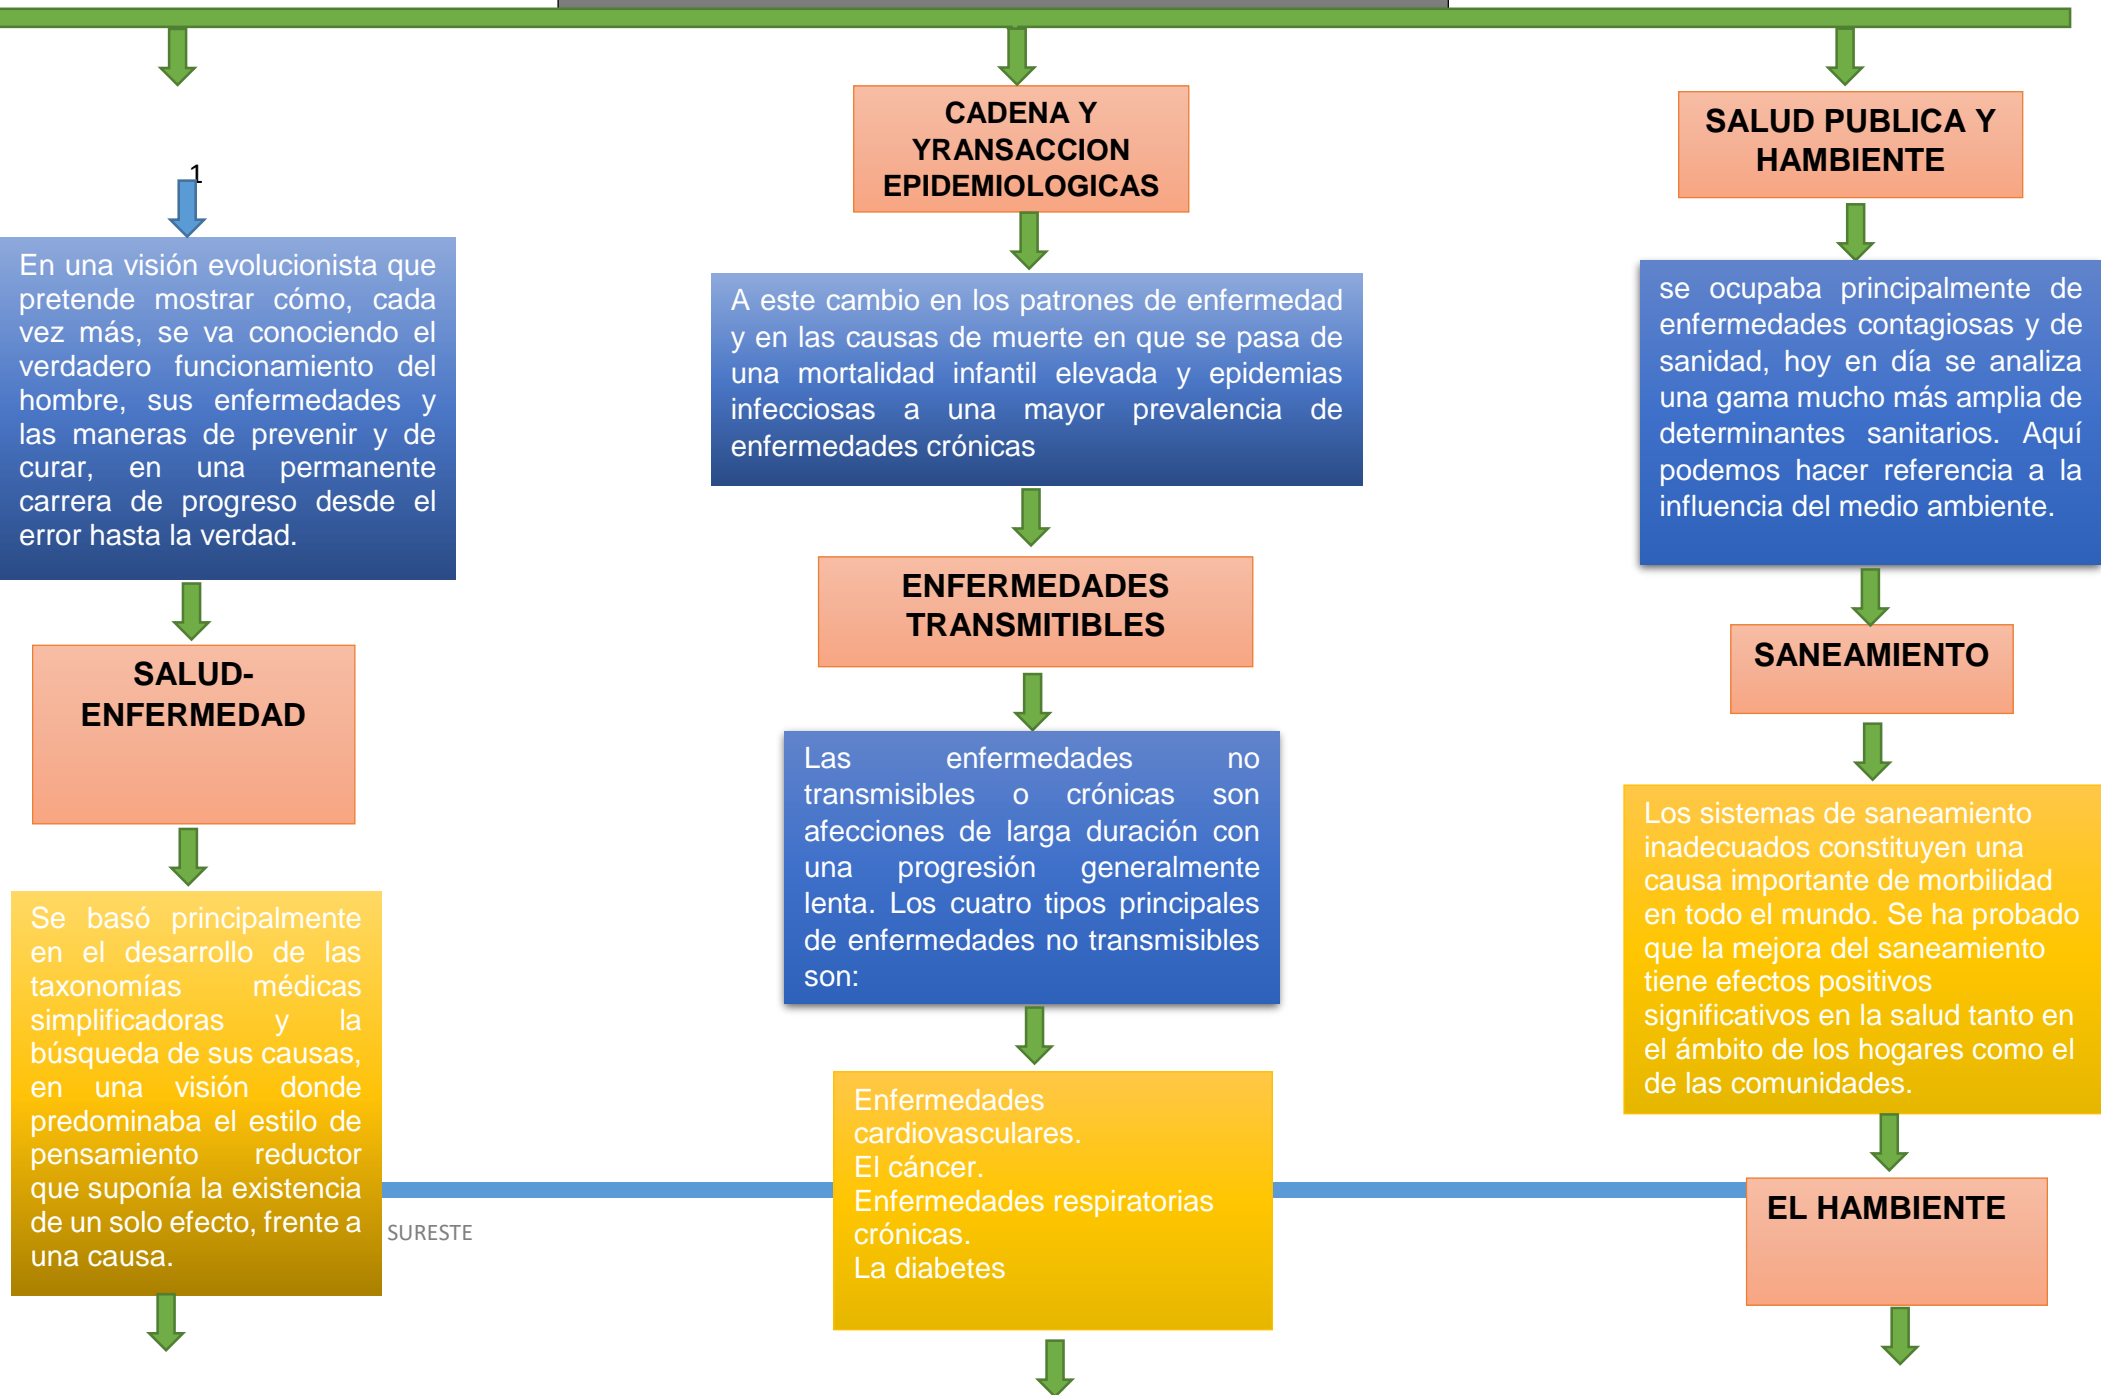 1
En una visión evolucionista que
pretende mostrar cómo, cada
vez más, se va conociendo el
verdadero funcionamiento del
hombre, sus enfermedades y
las maneras de prevenir y de
curar, en una permanente
carrera de progreso desde el
error hasta la verdad.
SALUD-
ENFERMEDAD
Se basó principalmente
en el desarrollo de las
taxonomías médicas
simplificadoras y la
búsqueda de sus causas,
en una visión donde
predominaba el estilo de
pensamiento reductor
que suponía la existencia
de un solo efecto, frente a
una causa.
SURESTE
CADENA Y
YRANSACCION
EPIDEMIOLOGICAS
A este cambio en los patrones de enfermedad
y en las causas de muerte en que se pasa de
una mortalidad infantil elevada y epidemias
infecciosas a una mayor prevalencia de
enfermedades crónicas
ENFERMEDADES
TRANSMITIBLES
Las enfermedades no
transmisibles o crónicas son
afecciones de larga duración con
una progresión generalmente
lenta. Los cuatro tipos principales
de enfermedades no transmisibles
son:
Enfermedades
cardiovasculares.
El cáncer.
Enfermedades respiratorias
crónicas.
La diabetes
SALUD PUBLICA Y
HAMBIENTE
se ocupaba principalmente de
enfermedades contagiosas y de
sanidad, hoy en día se analiza
una gama mucho más amplia de
determinantes sanitarios. Aquí
podemos hacer referencia a la
influencia del medio ambiente.
SANEAMIENTO
Los sistemas de saneamiento
inadecuados constituyen una
causa importante de morbilidad
en todo el mundo. Se ha probado
que la mejora del saneamiento
tiene efectos positivos
significativos en la salud tanto en
el ámbito de los hogares como el
de las comunidades.
EL HAMBIENTE